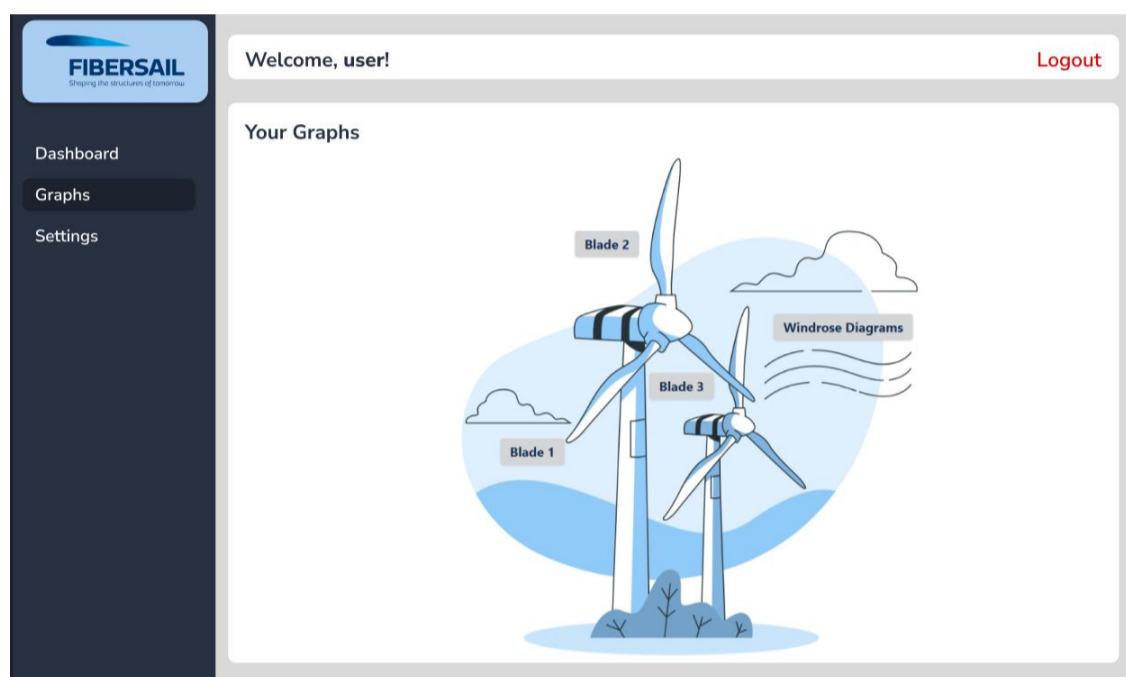 FIBERSAIL
Shaping the structures of tomorrow
Dashboard
Graphs
Settings
Welcome, user!
Logout
Your Graphs
Blade 2
Windrose Diagrams
Blade 3
Blade 1